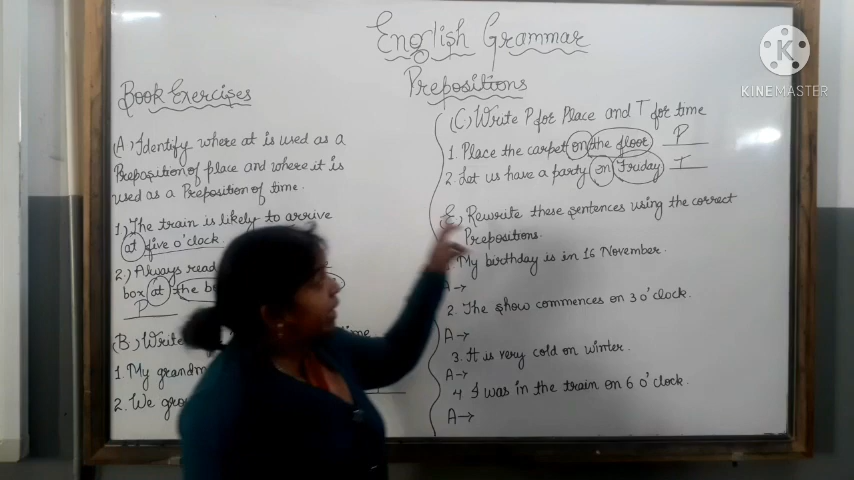 English Grammar
Prepositions
Book Exercises
(A) Identify where at is used as a
Preposition of place and where it is
used as a Preposition of time.
1) The train is likely to arrive
at five o'clock.
2.) Always read
box at the
P
(B) Write
1. My
2. We
(C) Write P for Place and T for time
1. Place the carpet on the floor P
2. Let us have a party on Friday T
E) Rewrite these sentences using the correct
Prepositions.
My birthday is in 16 November.
A→
2. The show commences on 3 o'clock.
A→
3. It is very cold on winter.
A→
4 I was in the train on 6 o'clock.
A→
K
KINEMASTER